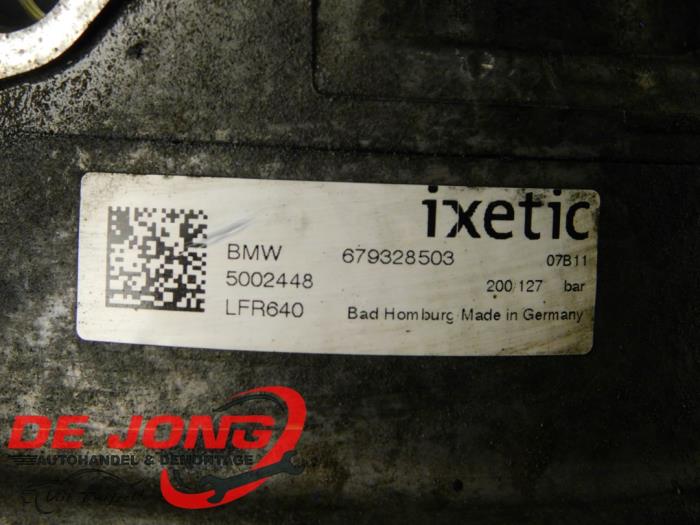 ixetic
BMW 679328503 07B11
5002448 200/127 bar
LFR640 Bad Homburg Made in Germany
DE JONG
AUTOHANDEL & DEMONTAGE